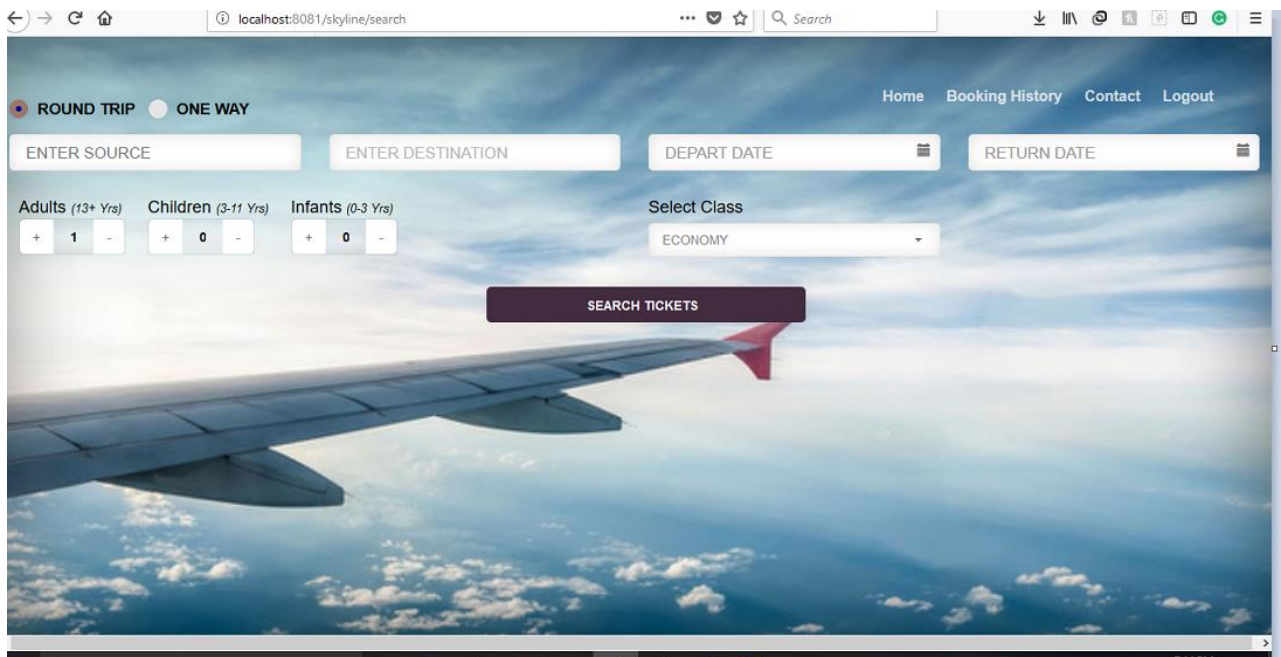 localhost:8081/skyline/search
Search
Home Booking History Contact Logout
ROUND TRIP ONE WAY
ENTER SOURCE ENTER DESTINATION DEPART DATE RETURN DATE
Adults (13+ Yrs) Children (3-11 Yrs) Infants (0-3 Yrs) Select Class
+ 1 - + 0 - + 0 - ECONOMY
SEARCH TICKETS